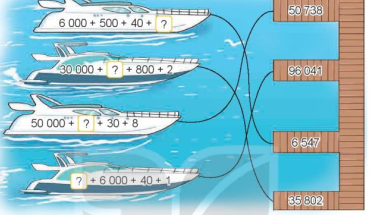 6 000 + 500 + 40 + ?
50 738
30 000 + ? + 800 + 2
96 041
50 000 + ? + 30 + 8
6 547
? + 6 000 + 40 + 1
35 802